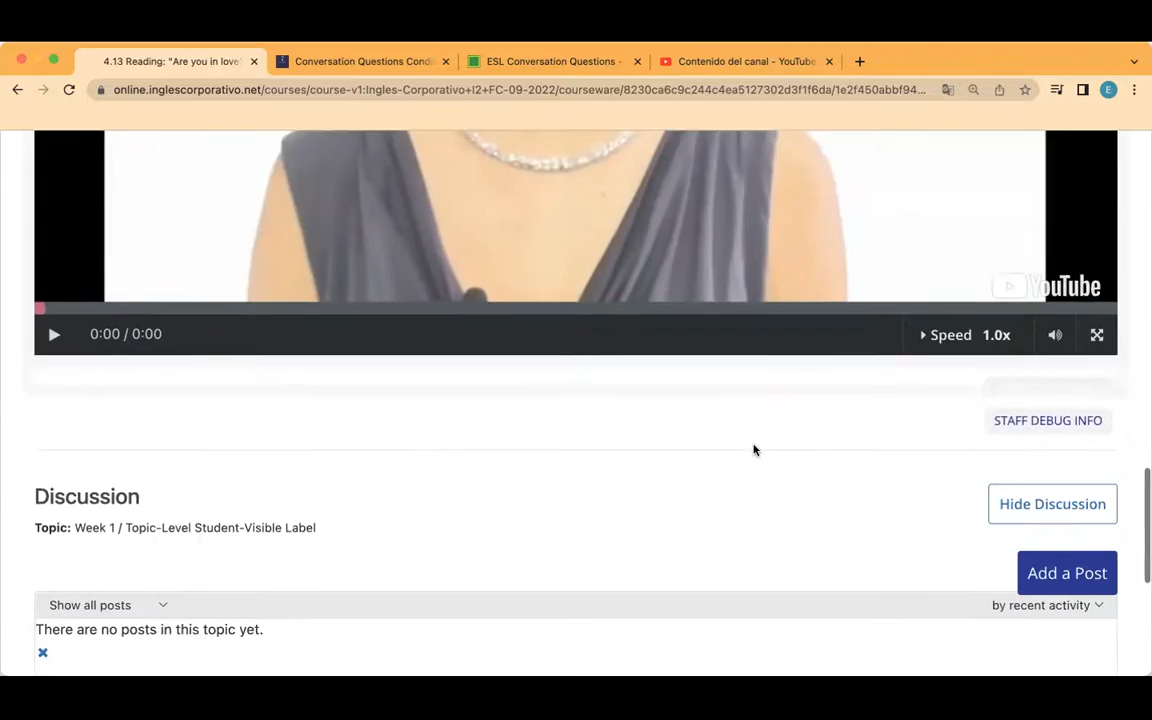 4.13 Reading: "Are you in love
Conversation Questions Condi
ESL Conversation Questions -
Contenido del canal - YouTube
online.inglescorporativo.net/courses/course-v1:Ingles-Corporativo+I2+FC-09-2022/courseware/8230ca6c9c244c4ea5127302d3f1f6da/1e2f450abbf94...
E
YouTube
0:00 / 0:00
Speed 1.0x
STAFF DEBUG INFO
Discussion
Hide Discussion
Topic: Week 1 / Topic-Level Student-Visible Label
Add a Post
Show all posts
by recent activity
There are no posts in this topic yet.